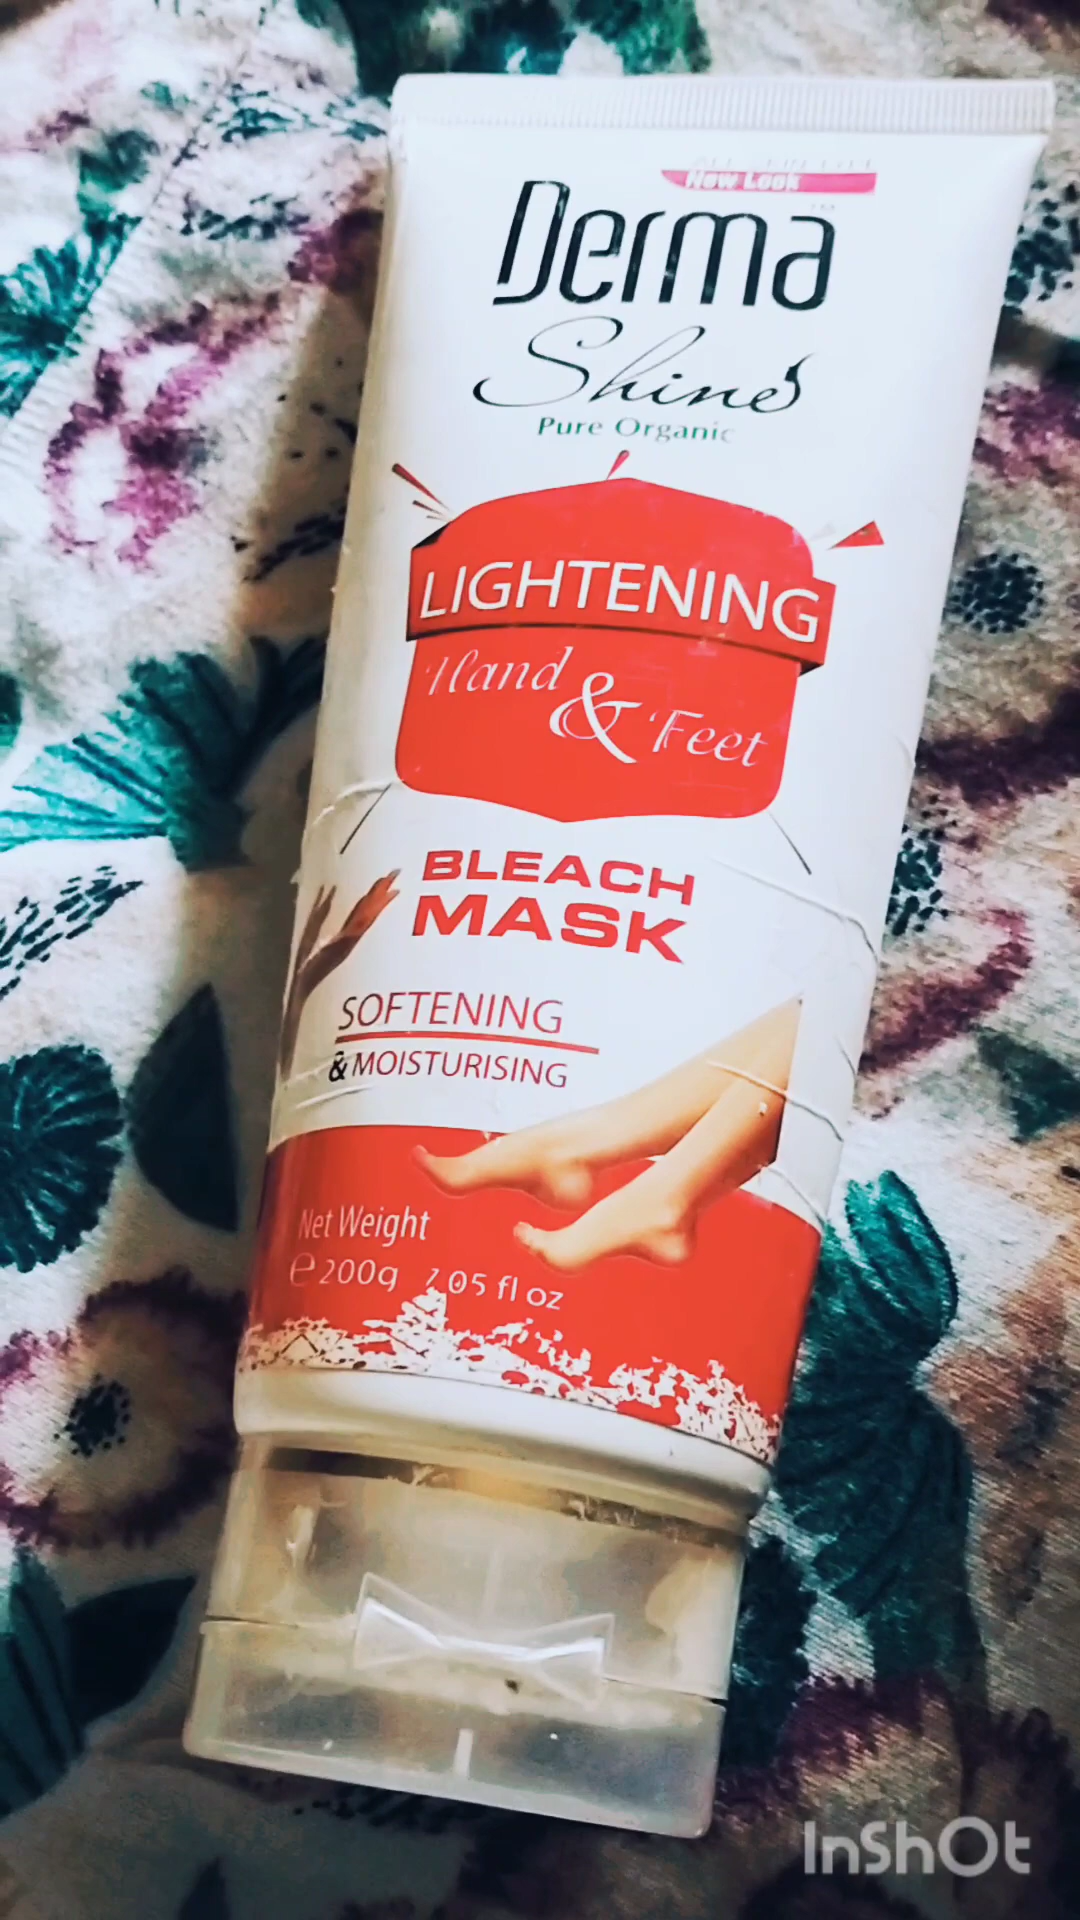 New Look
Derma
Shine
Pure Organic
LIGHTENING
Hand & Feet
BLEACH
MASK
SOFTENING
& MOISTURISING
Net Weight
℮ 200g 7.05 fl oz
InShOt